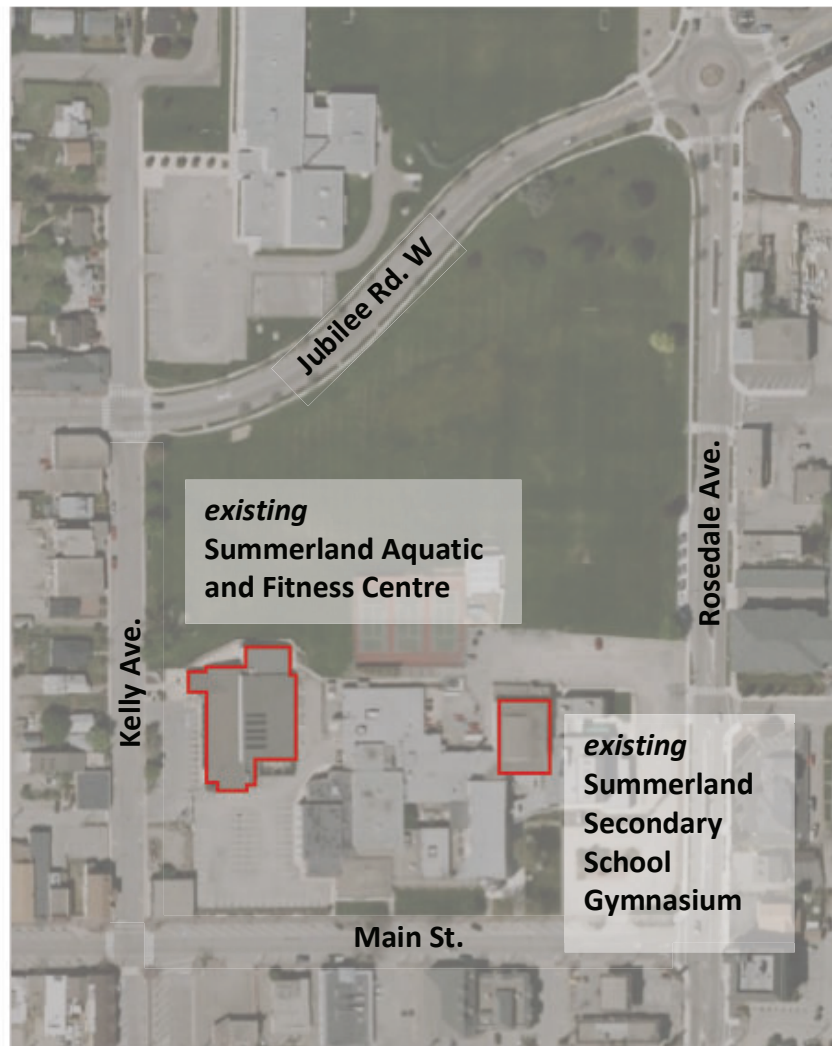 Jubilee Rd. W
existing
Summerland Aquatic
and Fitness Centre
Rosedale Ave.
Kelly Ave.
existing
Summerland
Secondary
School
Gymnasium
Main St.